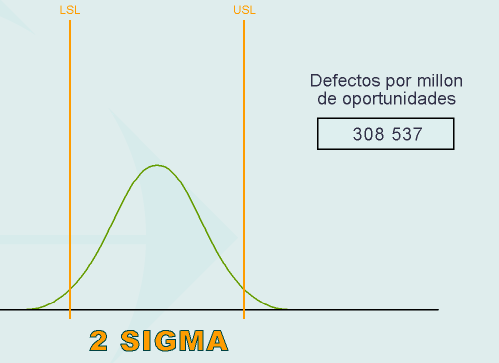 LSL
USL
Defectos por millon
de oportunidades
308 537
2 SIGMA